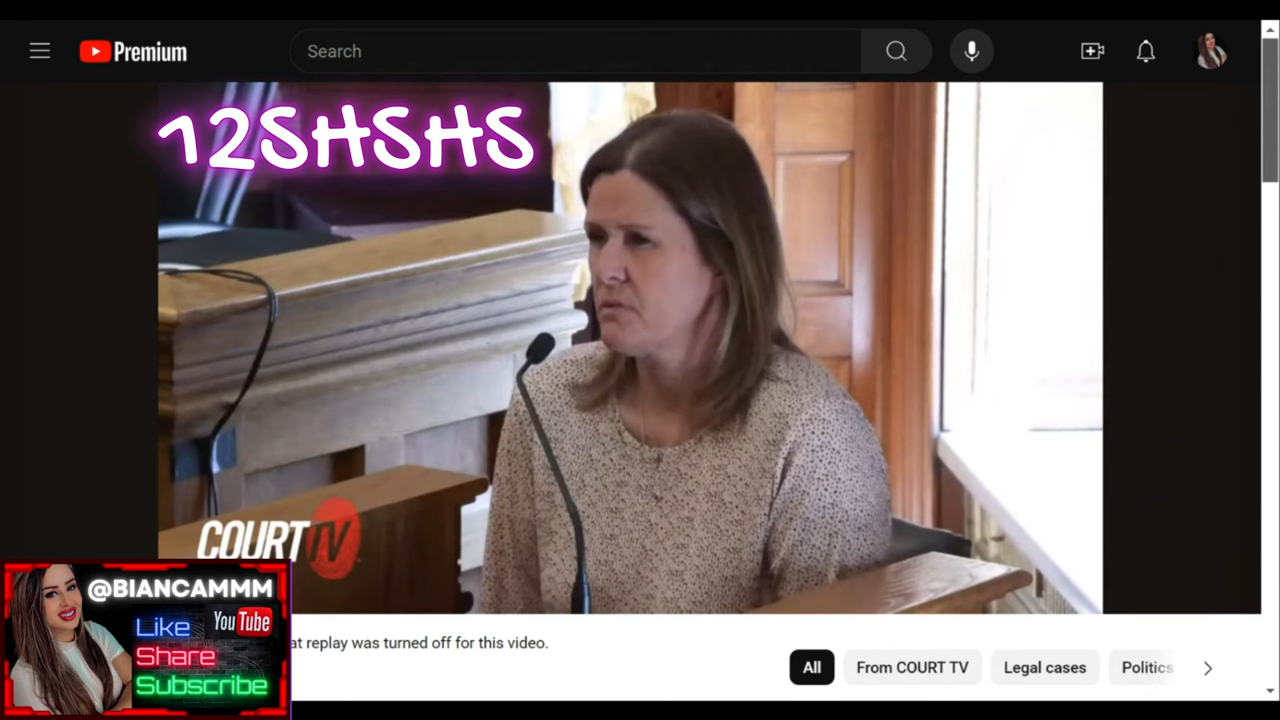 Premium
Search
12SHSHS
COURT TV
@BIANCAMMM
Like
YouTube
Share
Subscribe
at replay was turned off for this video.
All
From COURT TV
Legal cases
Politics